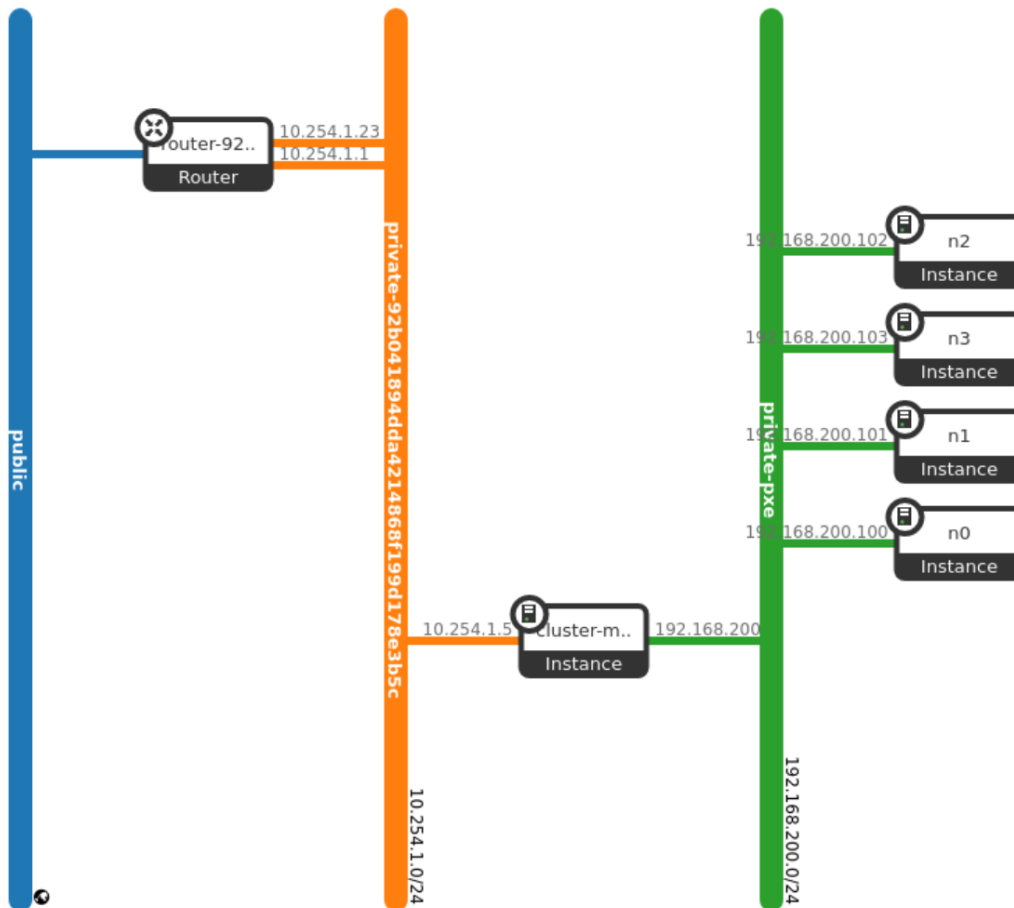 public
router-92..
Router
10.254.1.23
10.254.1.1
private-92b041894dda4214868f199d178e3b5c
10.254.1.0/24
10.254.1.5
cluster-m..
Instance
192.168.200
private-pxe
192.168.200.0/24
192.168.200.102
n2
Instance
192.168.200.103
n3
Instance
192.168.200.101
n1
Instance
192.168.200.100
n0
Instance